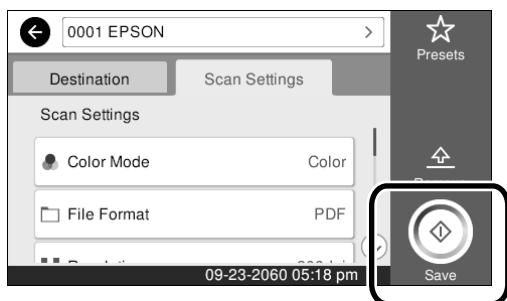 0001 EPSON
Presets
Destination
Scan Settings
Scan Settings
Color Mode
Color
File Format
PDF
09-23-2060 05:18 pm
Save